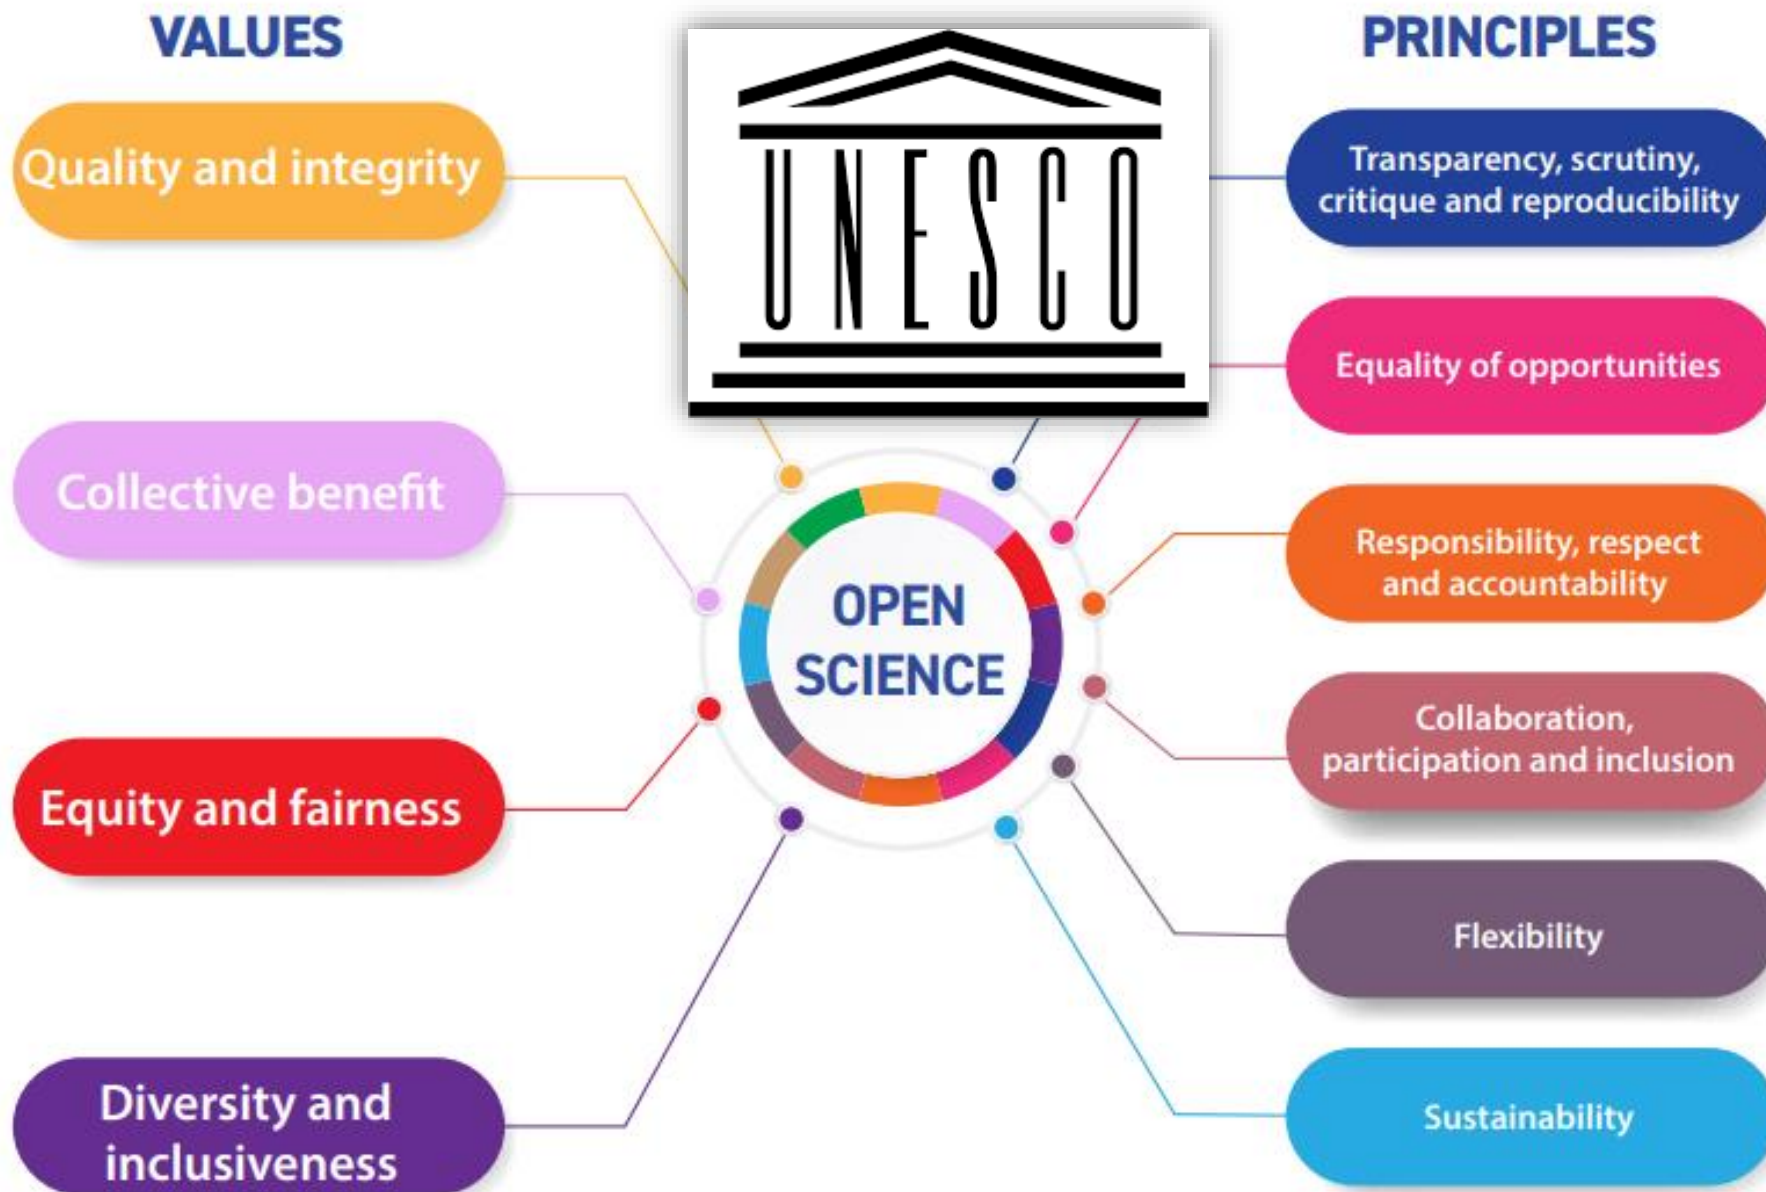 VALUES
Quality and integrity
Collective benefit
Equity and fairness
Diversity and
inclusiveness
UNESCO
OPEN
SCIENCE
PRINCIPLES
Transparency, scrutiny,
critique and reproducibility
Equality of opportunities
Responsibility, respect
and accountability
Collaboration,
participation and inclusion
Flexibility
Sustainability